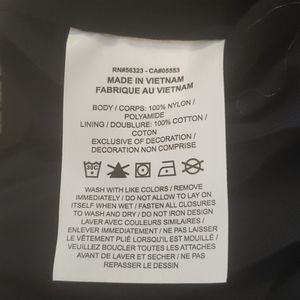 RN#56323 - CA#05553
MADE IN VIETNAM
FABRIQUE AU VIETNAM
BODY / CORPS: 100% NYLON /
POLYAMIDE
LINING / DOUBLURE: 100% COTTON /
COTON
EXCLUSIVE OF DECORATION /
DECORATION NON COMPRISE
30C
WASH WITH LIKE COLORS / REMOVE
IMMEDIATELY / DO NOT ALLOW TO LAY ON
ITSELF WHEN WET / FASTEN ALL CLOSURES
TO WASH AND DRY / DO NOT IRON DESIGN
LAVER AVEC COULEURS SIMILAIRES /
ENLEVER IMMEDIATEMENT / NE PAS LAISSER
LE VÊTEMENT PLIÉ LORSQU'IL EST MOUILLÉ /
VEUILLEZ BOUCLER TOUTES LES ATTACHES
AVANT DE LAVER ET SECHER / NE PAS
REPASSER LE DESSIN